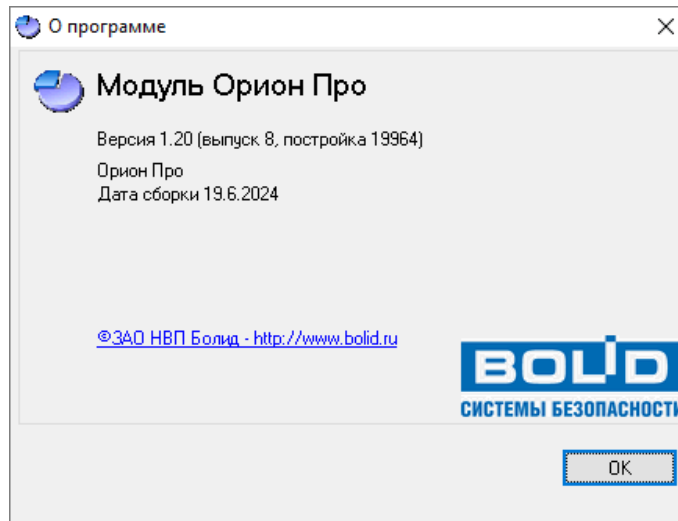 О программе
Модуль Орион Про
Версия 1.20 (выпуск 8, постройка 19964)
Орион Про
Дата сборки 19.6.2024
©ЗАО НВП Болид - http://www.bolid.ru
BOLID
СИСТЕМЫ БЕЗОПАСНОСТИ
OK